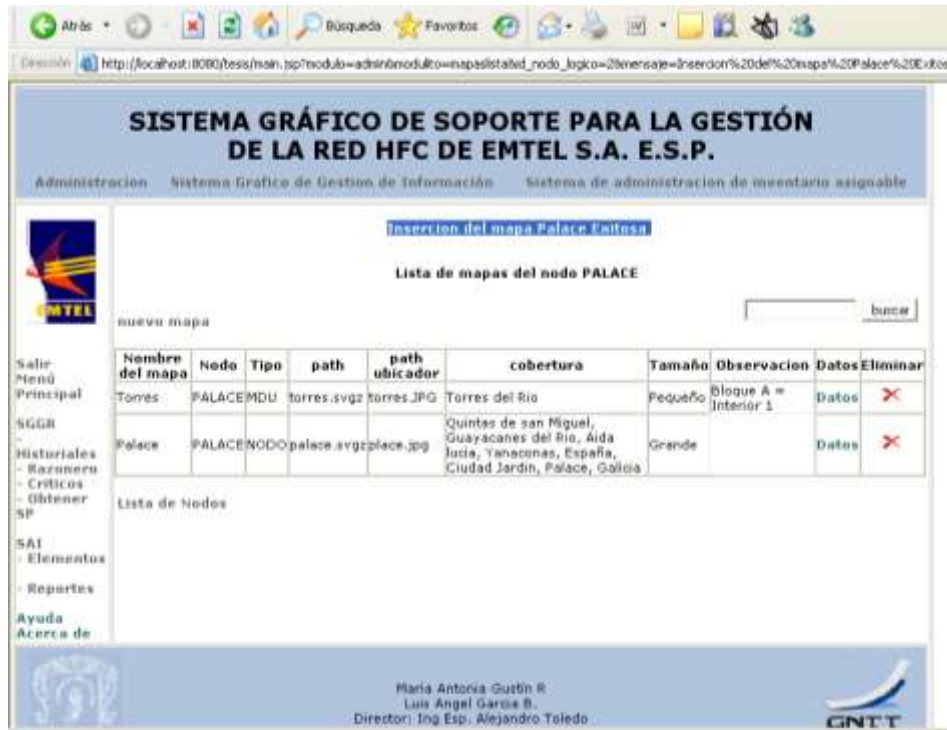 Atrás
Búsqueda
Favoritos
Dirección
http://localhost:8080/tesis/main.jsp?modulo=admin&modulito=mapaslista&id_nodo_logico=2&mensaje=Insercion%20del%20mapa%20Palace%20Exitos
SISTEMA GRÁFICO DE SOPORTE PARA LA GESTIÓN
DE LA RED HFC DE EMTEL S.A. E.S.P.
Administracion Sistema Grafico de Gestion de Información Sistema de administracion de inventario asignable
EMTEL
Insercion del mapa Palace Exitosa
Lista de mapas del nodo PALACE
nuevo mapa
buscar
Nombre del mapa Nodo Tipo path path ubicador cobertura Tamaño Observacion Datos Eliminar
Torres PALACE MDU torres.svgz torres.JPG Torres del Rio Pequeño Bloque A = Interior 1 Datos
Palace PALACE NODO palace.svgz place.jpg Quintas de san Miguel, Guayacanes del Rio, Aida lucia, Yanaconas, España, Ciudad Jardin, Palace, Galicia Grande Datos
Lista de Nodos
Salir
Menú
Principal
SGGR
-
Historiales
- Razonero
- Criticos
- Obtener
SP
SAI
- Elementos
- Reportes
Ayuda
Acerca de
Maria Antonia Gustin R
Luis Angel Garcia B.
Director: Ing Esp. Alejandro Toledo
GNTT